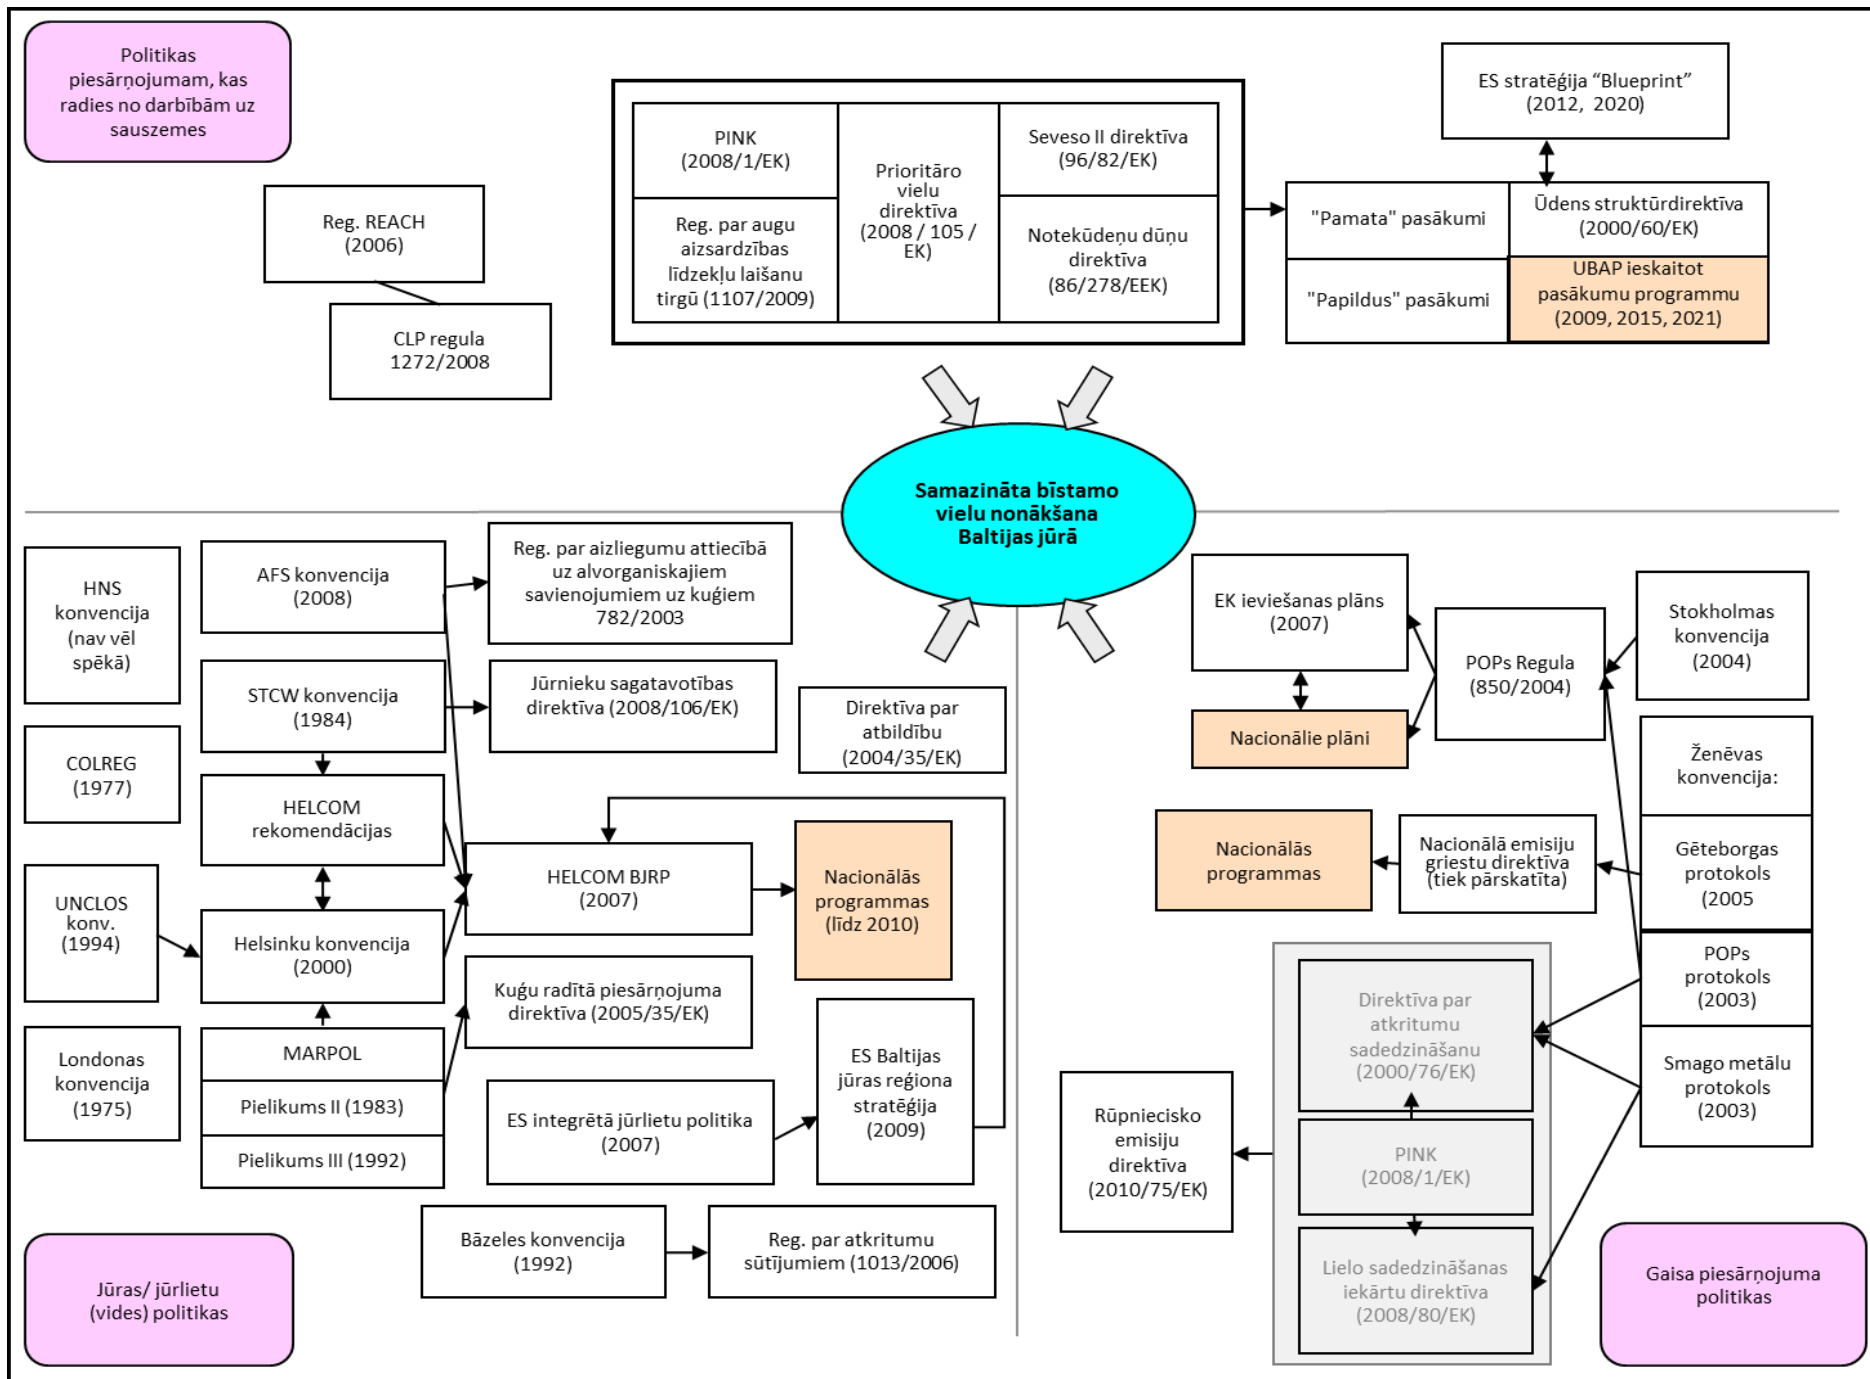 Politikas
piesārņojumam, kas
radies no darbībām uz
sauszemes
Reg. REACH
(2006)
CLP regula
1272/2008
PINK
(2008/1/EK)
Reg. par augu
aizsardzības
līdzekļu laišanu
tirgū (1107/2009)
Prioritāro
vielu
direktīva
(2008 / 105 /
EK)
Seveso II direktīva
(96/82/EK)
Notekūdeņu dūņu
direktīva
(86/278/EEK)
ES stratēģija “Blueprint”
(2012, 2020)
"Pamata" pasākumi
Ūdens struktūrdirektīva
(2000/60/EK)
"Papildus" pasākumi
UBAP ieskaitot
pasākumu programmu
(2009, 2015, 2021)
Samazināta bīstamo
vielu nonākšana
Baltijas jūrā
HNS
konvencija
(nav vēl
spēkā)
COLREG
(1977)
UNCLOS
konv.
(1994)
Londonas
konvencija
(1975)
AFS konvencija
(2008)
STCW konvencija
(1984)
HELCOM
rekomendācijas
Helsinku konvencija
(2000)
MARPOL
Pielikums II (1983)
Pielikums III (1992)
Reg. par aizliegumu attiecībā
uz alvorganiskajiem
savienojumiem uz kuģiem
782/2003
Jūrnieku sagatavotības
direktīva (2008/106/EK)
Direktīva par
atbildību
(2004/35/EK)
HELCOM BJRP
(2007)
Nacionālās
programmas
(līdz 2010)
Kuģu radītā piesārņojuma
direktīva (2005/35/EK)
ES integrētā jūrlietu politika
(2007)
ES Baltijas
jūras reģiona
stratēģija
(2009)
Bāzeles konvencija
(1992)
Reg. par atkritumu
sūtījumiem (1013/2006)
Jūras/ jūrlietu
(vides) politikas
EK ieviešanas plāns
(2007)
Nacionālie plāni
POPs Regula
(850/2004)
Stokholmas
konvencija
(2004)
Ženēvas
konvencija:
Gēteborgas
protokols
(2005
POPs
protokols
(2003)
Smago metālu
protokols
(2003)
Nacionālās
programmas
Nacionālā emisiju
griestu direktīva
(tiek pārskatīta)
Direktīva par
atkritumu
sadedzināšanu
(2000/76/EK)
PINK
(2008/1/EK)
Lielo sadedzināšanas
iekārtu direktīva
(2008/80/EK)
Rūpniecisko
emisiju
direktīva
(2010/75/EK)
Gaisa piesārņojuma
politikas